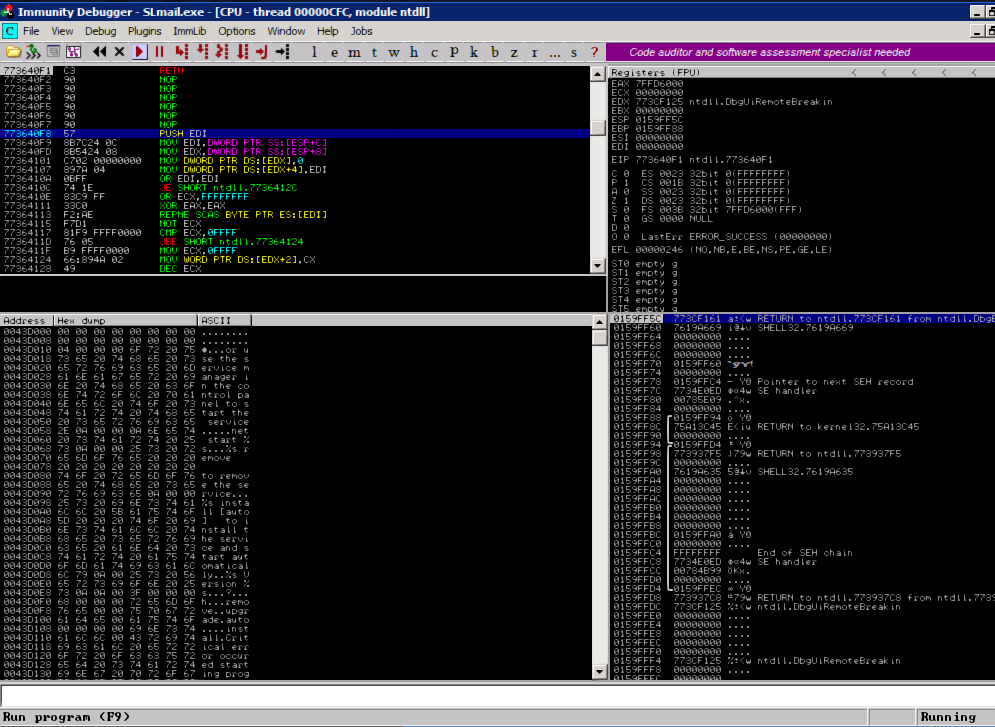 Immunity Debugger - SLmail.exe - [CPU - thread 00000CFC, module ntdll]
C File View Debug Plugins ImmLib Options Window Help Jobs
l e m t w h c p k b z r ... s ? Code auditor and software assessment specialist needed
773640F1 C3 RETN
773640F2 90 NOP
773640F3 90 NOP
773640F4 90 NOP
773640F5 90 NOP
773640F6 90 NOP
773640F7 90 NOP
773640F8 57 PUSH EDI
773640F9 8B7C24 0C MOV EDI,DWORD PTR SS:[ESP+C]
773640FD 8B5424 08 MOV EDX,DWORD PTR SS:[ESP+8]
77364101 C702 00000000 MOV DWORD PTR DS:[EDX],0
77364107 897A 04 MOV DWORD PTR DS:[EDX+4],EDI
7736410A 0BFF OR EDI,EDI
7736410C 74 1E JE SHORT ntdll.7736412C
7736410E 83C9 FF OR ECX,FFFFFFFF
77364111 33C0 XOR EAX,EAX
77364113 F2:AE REPNE SCAS BYTE PTR ES:[EDI]
77364115 F7D1 NOT ECX
77364117 81F9 FFFF0000 CMP ECX,0FFFF
7736411D 76 05 JBE SHORT ntdll.77364124
7736411F B9 FFFF0000 MOV ECX,0FFFF
77364124 66:894A 02 MOV WORD PTR DS:[EDX+2],CX
77364128 49 DEC ECX
Registers (FPU) < < < < <
EAX 7FFD6000
ECX 00000000
EDX 773CF125 ntdll.DbgUiRemoteBreakin
EBX 00000000
ESP 0159FF5C
EBP 0159FF88
ESI 00000000
EDI 00000000
EIP 773640F1 ntdll.773640F1
C 0 ES 0023 32bit 0(FFFFFFFF)
P 1 CS 001B 32bit 0(FFFFFFFF)
A 0 SS 0023 32bit 0(FFFFFFFF)
Z 1 DS 0023 32bit 0(FFFFFFFF)
S 0 FS 003B 32bit 7FFD6000(FFF)
T 0 GS 0000 NULL
D 0
O 0 LastErr ERROR_SUCCESS (00000000)
EFL 00000246 (NO,NB,E,BE,NS,PE,GE,LE)
ST0 empty g
ST1 empty g
ST2 empty g
ST3 empty g
ST4 empty g
ST5 empty g
Address Hex dump ASCII
0043D000 00 00 00 00 00 00 00 00 ........
0043D008 00 00 00 00 00 00 00 00 ........
0043D010 04 00 00 00 6F 72 20 75 ♦...or u
0043D018 73 65 20 74 68 65 20 73 se the s
0043D020 65 72 76 69 63 65 20 6D ervice m
0043D028 61 6E 61 67 65 72 20 69 anager i
0043D030 6E 20 74 68 65 20 63 6F n the co
0043D038 6E 74 72 6F 6C 20 70 61 ntrol pa
0043D040 6E 65 6C 20 74 6F 20 73 nel to s
0043D048 74 61 72 74 20 74 68 65 tart the
0043D050 20 73 65 72 76 69 63 65 service
0043D058 2E 0A 00 00 0A 6E 65 74 .....net
0043D060 20 73 74 61 72 74 20 25 start %
0043D068 73 0A 00 00 25 73 20 72 s...%s r
0043D070 65 6D 6F 76 65 20 20 20 emove
0043D078 20 20 20 20 20 20 20 20
0043D080 74 6F 20 72 65 6D 6F 76 to remov
0043D088 65 20 74 68 65 20 73 65 e the se
0043D090 72 76 69 63 65 0A 00 00 rvice...
0043D098 25 73 20 69 6E 73 74 61 %s insta
0043D0A0 6C 6C 20 5B 61 75 74 6F ll [auto
0043D0A8 5D 20 20 20 74 6F 20 69 ] to i
0043D0B0 6E 73 74 61 6C 6C 20 74 nstall t
0043D0B8 68 65 20 73 65 72 76 69 he servi
0043D0C0 63 65 20 61 6E 64 20 73 ce and s
0043D0C8 74 61 72 74 20 61 75 74 tart aut
0043D0D0 6F 6D 61 74 69 63 61 6C omatical
0043D0D8 6C 79 0A 00 25 73 20 56 ly..%s V
0043D0E0 65 72 73 69 6F 6E 20 25 ersion %
0043D0E8 73 0A 0A 00 3F 00 00 00 s...?...
0043D0F0 68 00 00 00 72 65 6D 6F h...remo
0043D0F8 76 65 00 00 75 70 67 72 ve..upgr
0043D100 61 64 65 00 61 75 74 6F ade.auto
0043D108 00 00 00 00 69 6E 73 74 ....inst
0043D110 61 6C 6C 00 43 72 69 74 all.Crit
0043D118 69 63 61 6C 20 65 72 72 ical err
0043D120 6F 72 20 6F 63 63 75 72 or occur
0043D128 65 64 20 73 74 61 72 74 ed start
0043D130 69 6E 67 20 70 72 6F 67 ing prog
0159FF5C 773CF161 RETURN to ntdll.773CF161 from ntdll.DbgB
0159FF60 7619A669 SHELL32.7619A669
0159FF64 00000000 ....
0159FF68 00000000 ....
0159FF6C 00000000 ....
0159FF70 0159FF60
0159FF74 00000000 ....
0159FF78 0159FFC4 Pointer to next SEH record
0159FF7C 7734E0ED SE handler
0159FF80 00785E09 .^x.
0159FF84 00000000 ....
0159FF88 0159FF94
0159FF8C 75A13C45 RETURN to kernel32.75A13C45
0159FF90 00000000 ....
0159FF94 0159FFD4
0159FF98 773937F5 RETURN to ntdll.773937F5
0159FF9C 00000000 ....
0159FFA0 7619A635 SHELL32.7619A635
0159FFA4 00000000 ....
0159FFA8 00000000 ....
0159FFAC 00000000 ....
0159FFB0 00000000 ....
0159FFB4 00000000 ....
0159FFB8 00000000 ....
0159FFBC 0159FFA0
0159FFC0 00000000 ....
0159FFC4 FFFFFFFF End of SEH chain
0159FFC8 7734E0ED SE handler
0159FFCC 00784B99 ÖKx.
0159FFD0 00000000 ....
0159FFD4 0159FFEC
0159FFD8 773937C8 RETURN to ntdll.773937C8 from ntdll.7739
0159FFDC 773CF125 ntdll.DbgUiRemoteBreakin
0159FFE0 00000000 ....
0159FFE4 00000000 ....
0159FFE8 00000000 ....
0159FFEC 00000000 ....
0159FFF0 00000000 ....
0159FFF4 773CF125 ntdll.DbgUiRemoteBreakin
0159FFF8 00000000 ....
Run program (F9) Running